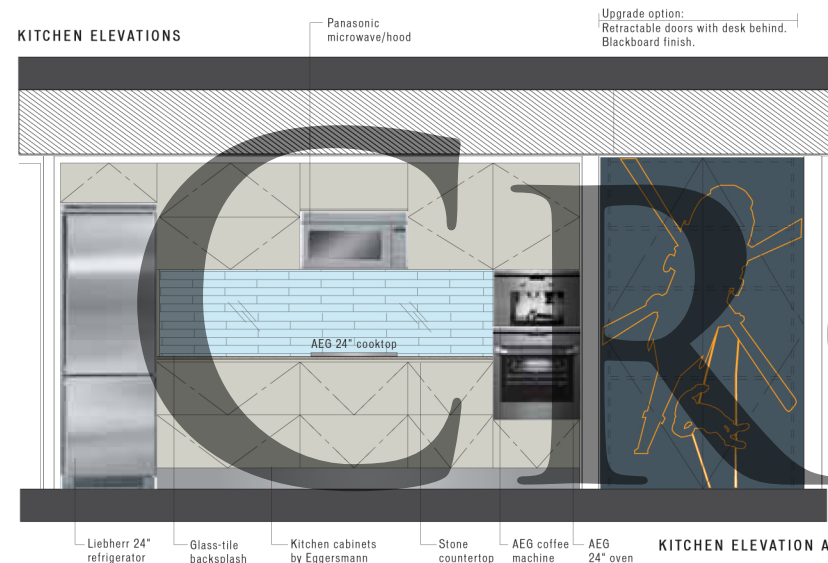 KITCHEN ELEVATIONS
Panasonic
microwave/hood
Upgrade option:
Retractable doors with desk behind.
Blackboard finish.
CR
AEG 24" cooktop
Liebherr 24"
refrigerator
Glass-tile
backsplash
Kitchen cabinets
by Eggersmann
Stone
countertop
AEG coffee
machine
AEG
24" oven
KITCHEN ELEVATION A